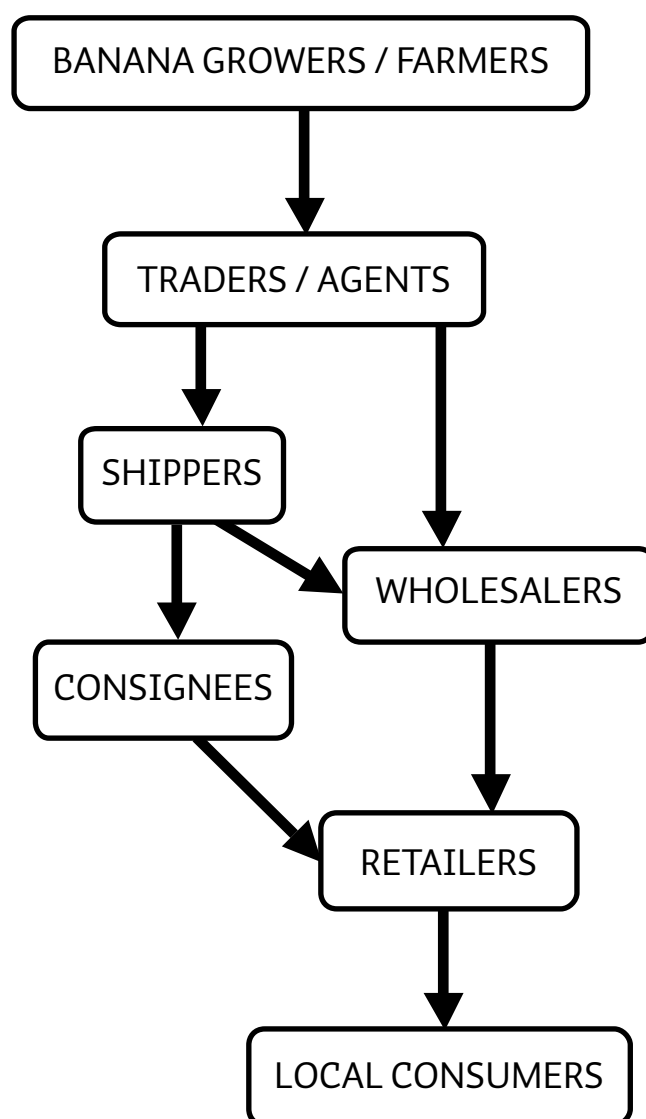 BANANA GROWERS / FARMERS
TRADERS / AGENTS
SHIPPERS
WHOLESALERS
CONSIGNEES
RETAILERS
LOCAL CONSUMERS